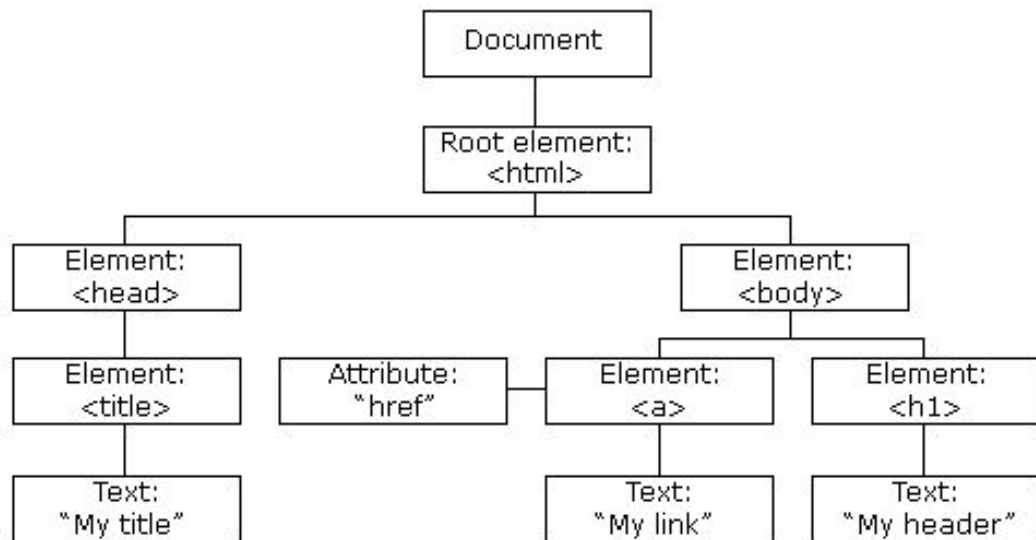 Document
Root element:
<html>
Element:
<head>
Element:
<body>
Element:
<title>
Attribute:
“href”
Element:
<a>
Element:
<h1>
Text:
“My title”
Text:
“My link”
Text:
“My header”